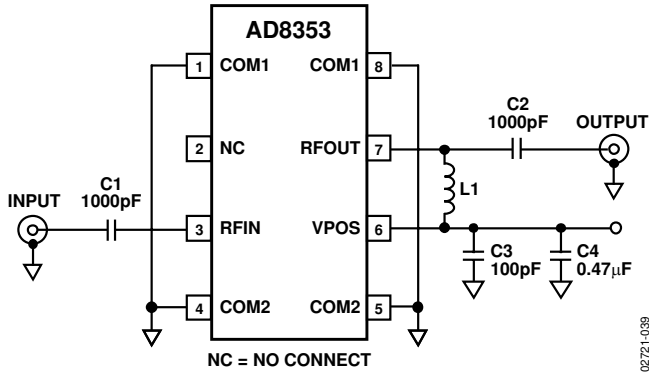 AD8353
1 COM1
COM1 8
2 NC
RFOUT 7
C2
1000pF
OUTPUT
C1
1000pF
INPUT
L1
3 RFIN
VPOS 6
C3
100pF
C4
0.47μF
4 COM2
COM2 5
NC = NO CONNECT
02721-039